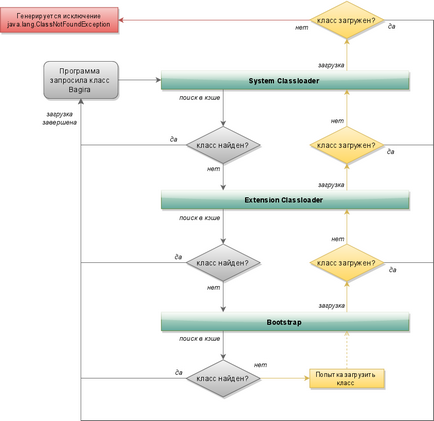 Генерируется исключение
java.lang.ClassNotFoundException
нет
класс загружен?
да
загрузка
Программа
запросила класс
Bagira
System Classloader
загрузка
завершена
поиск в кэше
нет
да
класс найден?
класс загружен?
да
нет
загрузка
Extension Classloader
поиск в кэше
нет
да
класс найден?
класс загружен?
да
нет
загрузка
Bootstrap
поиск в кэше
да
класс найден?
нет
Попытка загрузить
класс